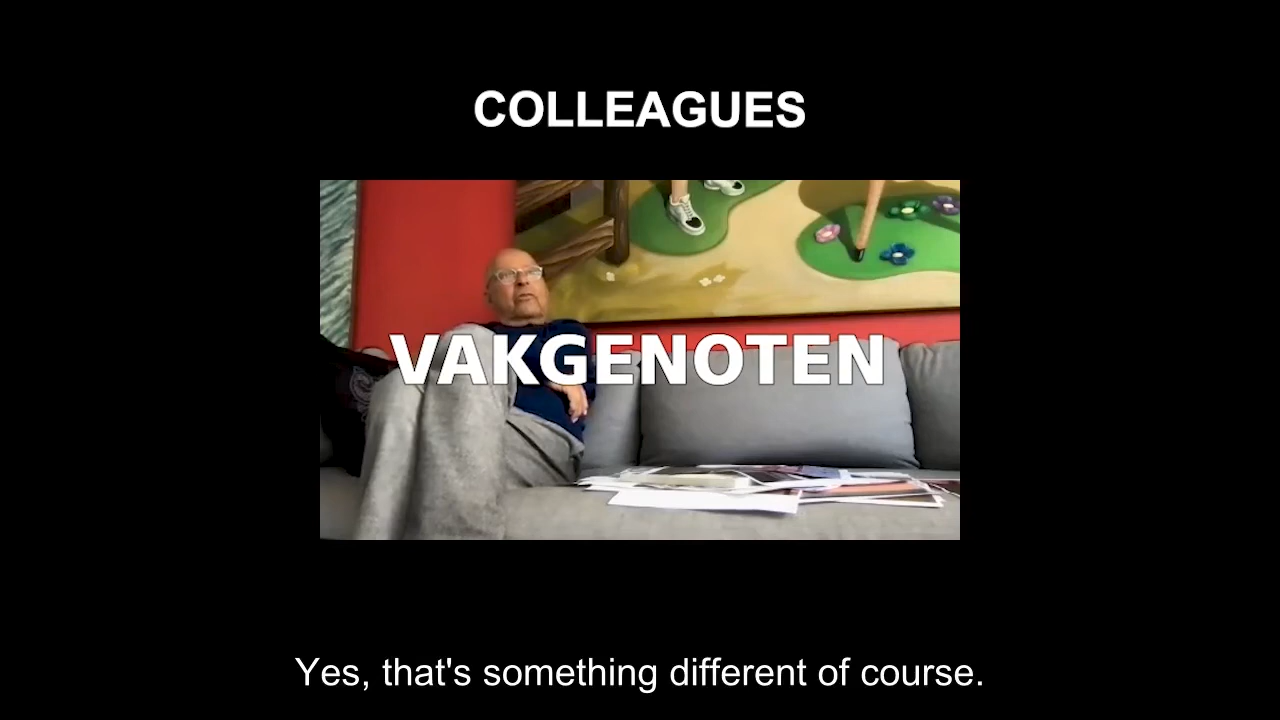 COLLEAGUES
VAKGENOTEN
Yes, that's something different of course.